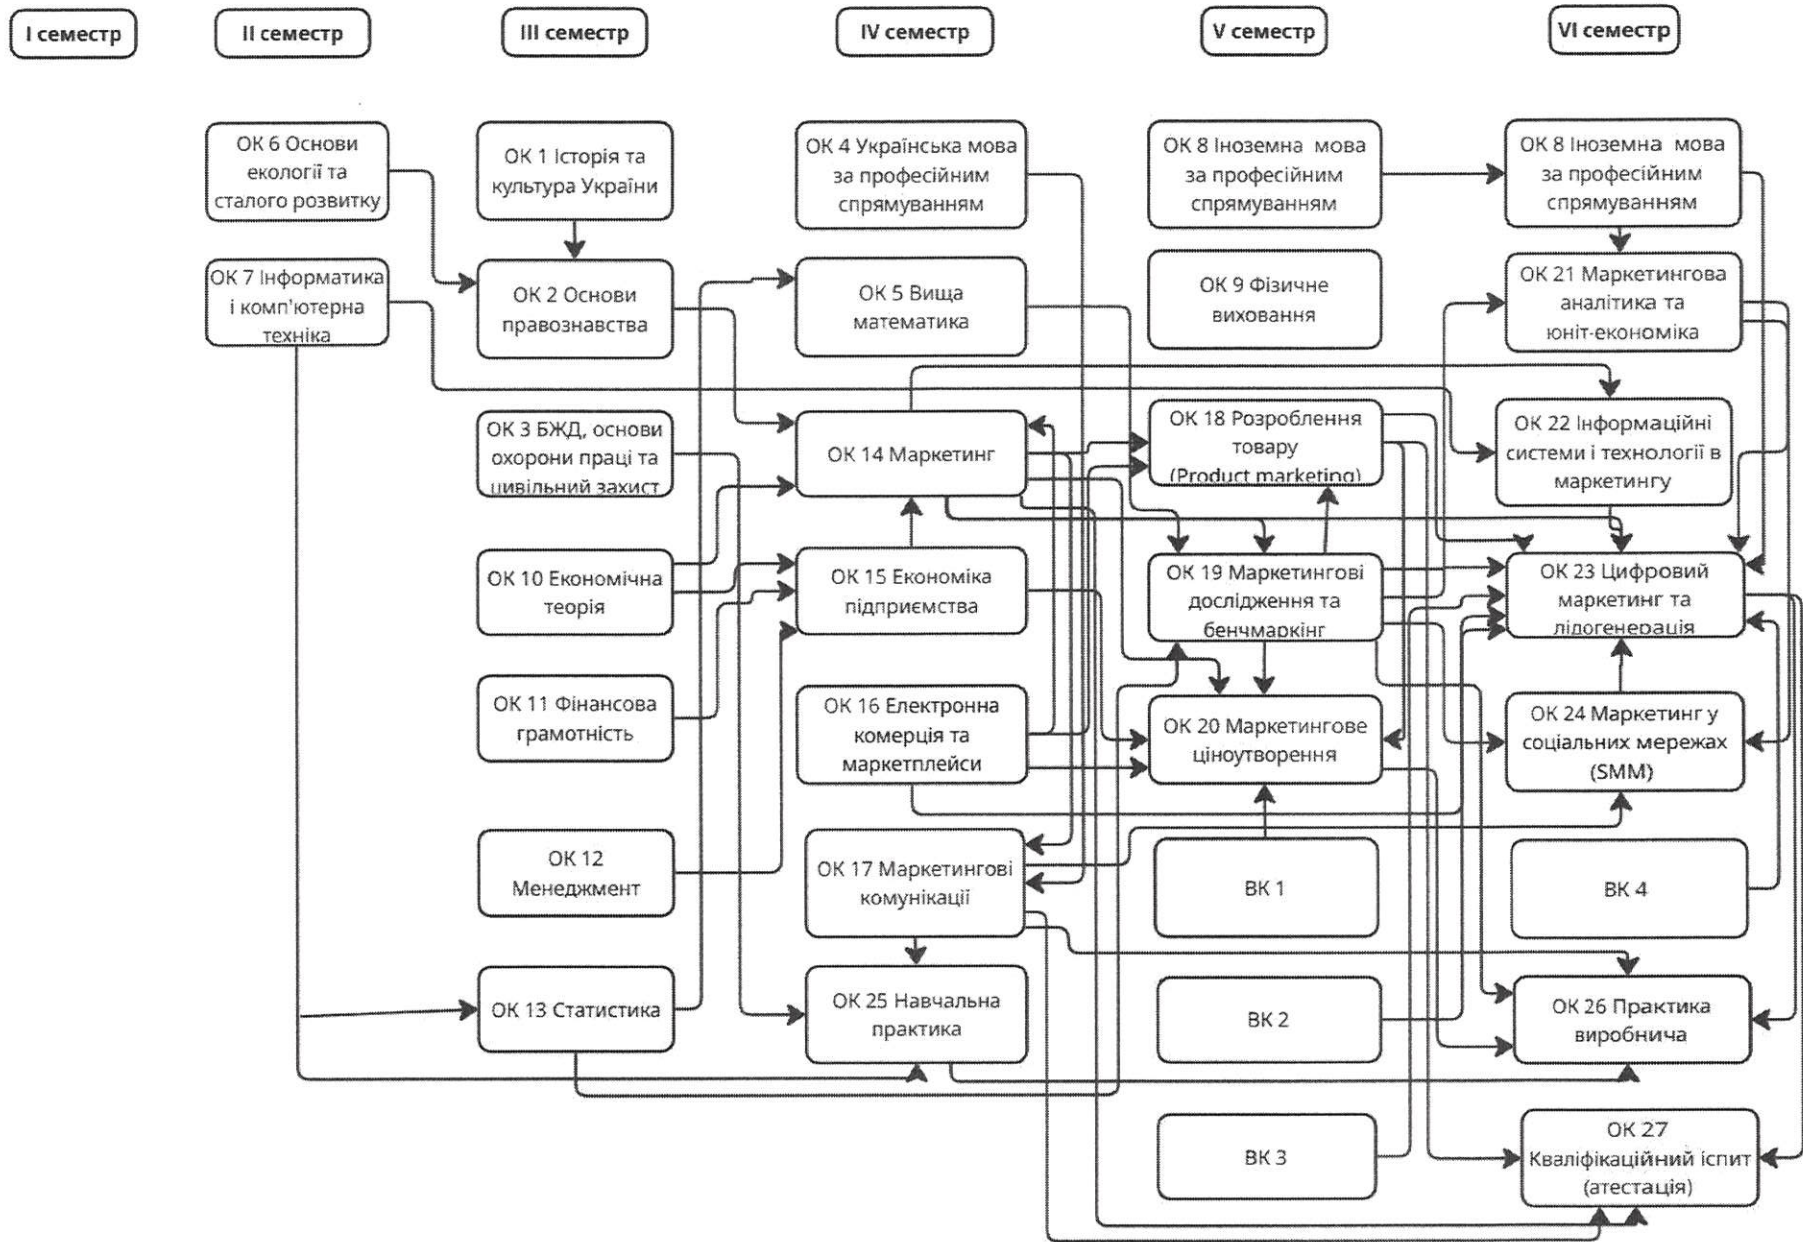 I семестр
II семестр
III семестр
IV семестр
V семестр
VI семестр
ОК 6 Основи
екології та
сталого розвитку
ОК 7 Інформатика
і комп'ютерна
техніка
ОК 1 Історія та
культура України
ОК 2 Основи
правознавства
ОК 3 БЖД, основи
охорони праці та
цивільний захист
ОК 10 Економічна
теорія
ОК 11 Фінансова
грамотність
ОК 12
Менеджмент
ОК 13 Статистика
ОК 4 Українська мова
за професійним
спрямуванням
ОК 5 Вища
математика
ОК 14 Маркетинг
ОК 15 Економіка
підприємства
ОК 16 Електронна
комерція та
маркетплейси
ОК 17 Маркетингові
комунікації
ОК 25 Навчальна
практика
ОК 8 Іноземна мова
за професійним
спрямуванням
ОК 9 Фізичне
виховання
ОК 18 Розроблення
товару
(Product marketing)
ОК 19 Маркетингові
дослідження та
бенчмаркінг
ОК 20 Маркетингове
ціноутворення
ВК 1
ВК 2
ВК 3
ОК 8 Іноземна мова
за професійним
спрямуванням
ОК 21 Маркетингова
аналітика та
юніт-економіка
ОК 22 Інформаційні
системи і технології в
маркетингу
ОК 23 Цифровий
маркетинг та
лідогенерація
ОК 24 Маркетинг у
соціальних мережах
(SMM)
ВК 4
ОК 26 Практика
виробнича
ОК 27
Кваліфікаційний іспит
(атестація)